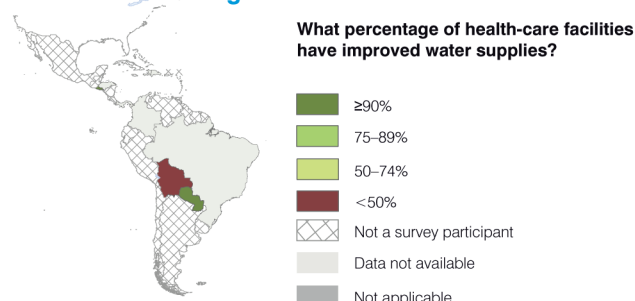 What percentage of health-care facilities
have improved water supplies?
≥90%
75–89%
50–74%
<50%
Not a survey participant
Data not available
Not applicable